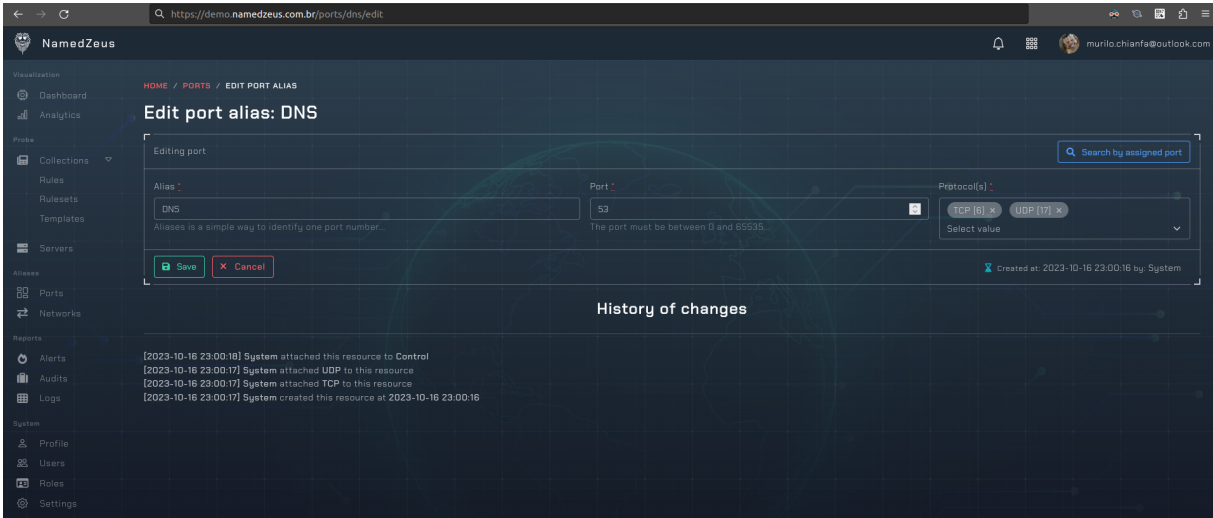 https://demo.namedzeus.com.br/ports/dns/edit
NamedZeus
murilo.chianfa@outlook.com
Visualization
Dashboard
Analytics
Probe
Collections
Rules
Rulesets
Templates
Servers
Aliases
Ports
Networks
Reports
Alerts
Audits
Logs
System
Profile
Users
Roles
Settings
HOME / PORTS / EDIT PORT ALIAS
Edit port alias: DNS
Editing port
Search by assigned port
Alias *
Port *
Protocol(s) *
DNS
53
TCP [6] ×
UDP [17] ×
Select value
Aliases is a simple way to identify one port number...
The port must be between 0 and 65535...
Save
Cancel
Created at: 2023-10-16 23:00:16 by: System
History of changes
[2023-10-16 23:00:18] System attached this resource to Control
[2023-10-16 23:00:17] System attached UDP to this resource
[2023-10-16 23:00:17] System attached TCP to this resource
[2023-10-16 23:00:17] System created this resource at 2023-10-16 23:00:16